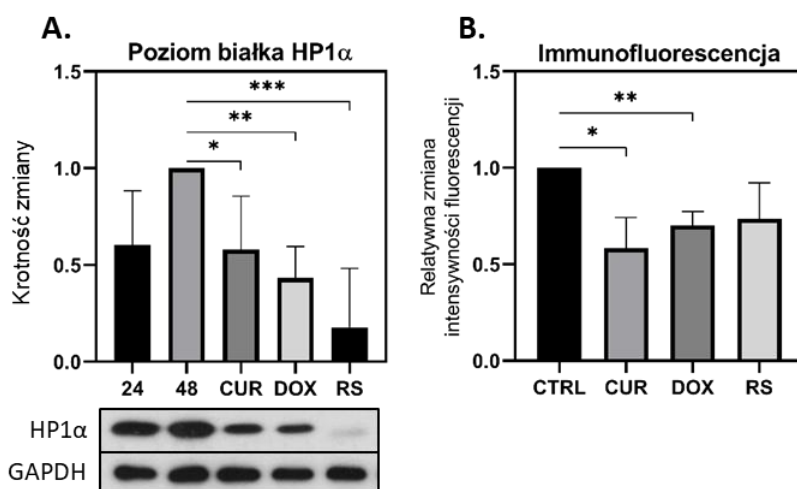 A.
Poziom białka HP1α
Krotność zmiany
1.5
1.0
0.5
0.0
***
**
*
24 48 CUR DOX RS
HP1α
GAPDH
B.
Immunofluorescencja
Relatywna zmiana
intensywności fluorescencji
1.5
1.0
0.5
0.0
**
*
CTRL CUR DOX RS